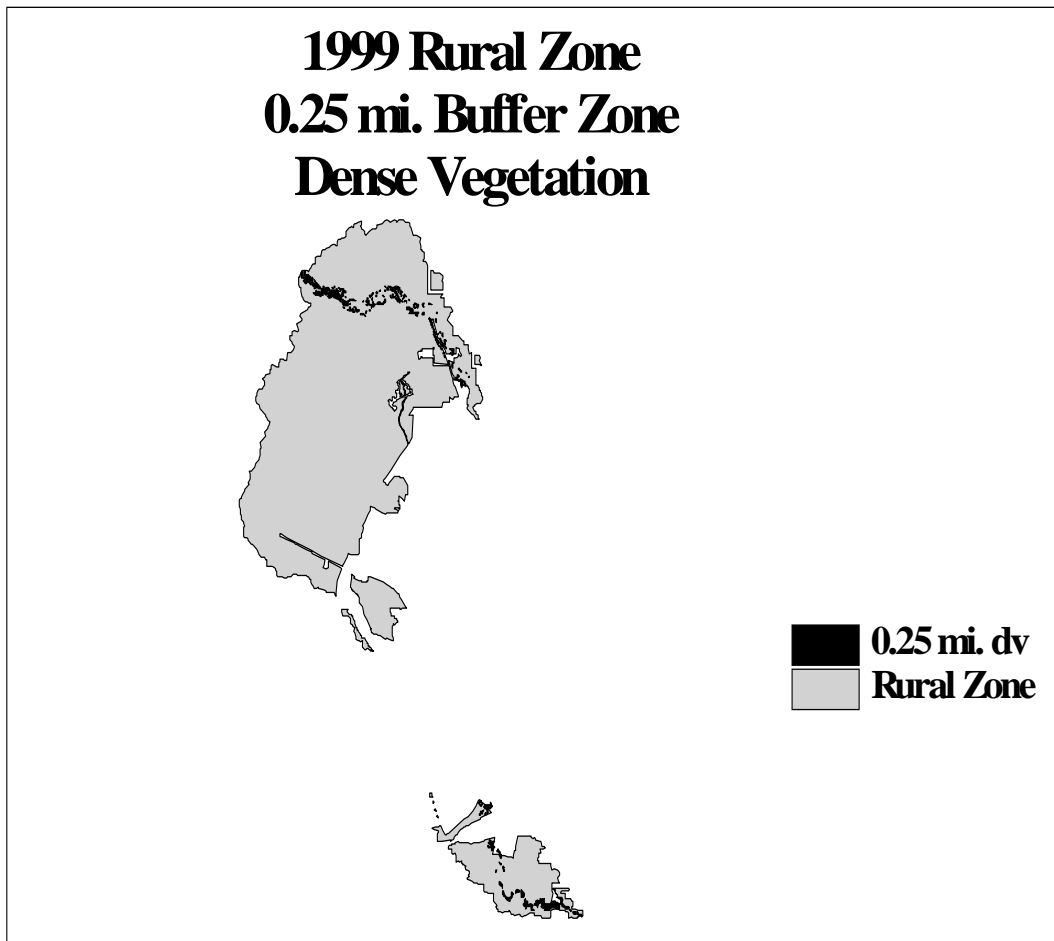 1999 Rural Zone
0.25 mi. Buffer Zone
Dense Vegetation
0.25 mi. dv
Rural Zone